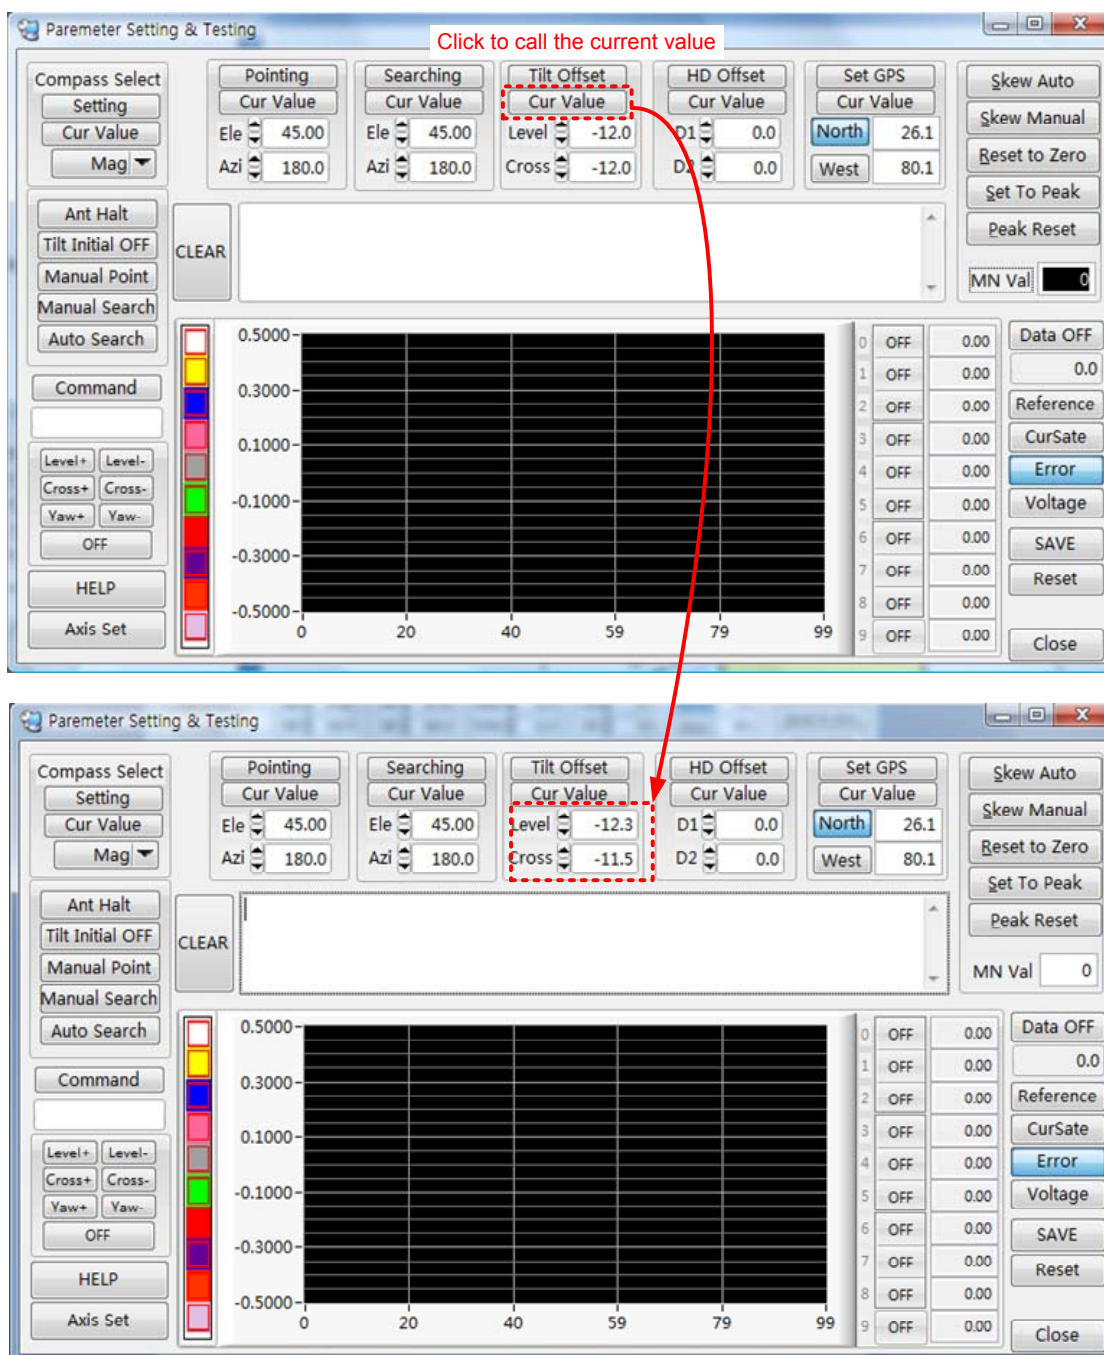 Paremeter Setting & Testing
Click to call the current value
Compass Select
Setting
Cur Value
Mag
Pointing
Cur Value
Ele 45.00
Azi 180.0
Searching
Cur Value
Ele 45.00
Azi 180.0
Tilt Offset
Cur Value
Level -12.0
Cross -12.0
HD Offset
Cur Value
D1 0.0
D2 0.0
Set GPS
Cur Value
North 26.1
West 80.1
Skew Auto
Skew Manual
Reset to Zero
Set To Peak
Peak Reset
MN Val 0
Ant Halt
Tilt Initial OFF
Manual Point
Manual Search
Auto Search
CLEAR
Command
Level+ Level-
Cross+ Cross-
Yaw+ Yaw-
OFF
HELP
Axis Set
0.5000
0.3000
0.1000
-0.1000
-0.3000
-0.5000
0 20 40 59 79 99
0 OFF 0.00
1 OFF 0.00
2 OFF 0.00
3 OFF 0.00
4 OFF 0.00
5 OFF 0.00
6 OFF 0.00
7 OFF 0.00
8 OFF 0.00
9 OFF 0.00
Data OFF
0.0
Reference
CurSate
Error
Voltage
SAVE
Reset
Close
Paremeter Setting & Testing
Compass Select
Setting
Cur Value
Mag
Pointing
Cur Value
Ele 45.00
Azi 180.0
Searching
Cur Value
Ele 45.00
Azi 180.0
Tilt Offset
Cur Value
Level -12.3
Cross -11.5
HD Offset
Cur Value
D1 0.0
D2 0.0
Set GPS
Cur Value
North 26.1
West 80.1
Skew Auto
Skew Manual
Reset to Zero
Set To Peak
Peak Reset
MN Val 0
Ant Halt
Tilt Initial OFF
Manual Point
Manual Search
Auto Search
CLEAR
Command
Level+ Level-
Cross+ Cross-
Yaw+ Yaw-
OFF
HELP
Axis Set
0.5000
0.3000
0.1000
-0.1000
-0.3000
-0.5000
0 20 40 59 79 99
0 OFF 0.00
1 OFF 0.00
2 OFF 0.00
3 OFF 0.00
4 OFF 0.00
5 OFF 0.00
6 OFF 0.00
7 OFF 0.00
8 OFF 0.00
9 OFF 0.00
Data OFF
0.0
Reference
CurSate
Error
Voltage
SAVE
Reset
Close